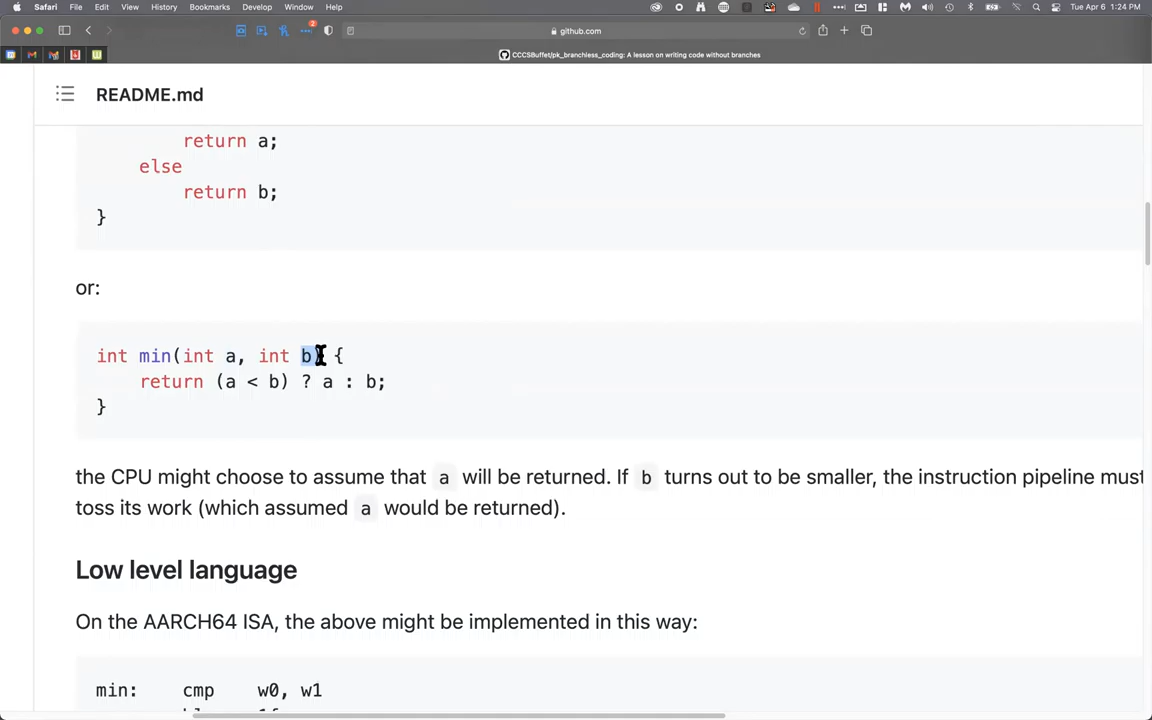 Safari File Edit View History Bookmarks Develop Window Help Tue Apr 6 1:24 PM
2
github.com
CCCSBuffet/pk_branchless_coding: A lesson on writing code without branches
README.md
return a;
else
return b;
}
or:
int min(int a, int b) {
return (a < b) ? a : b;
}
the CPU might choose to assume that a will be returned. If b turns out to be smaller, the instruction pipeline must
toss its work (which assumed a would be returned).
Low level language
On the AARCH64 ISA, the above might be implemented in this way:
min: cmp w0, w1